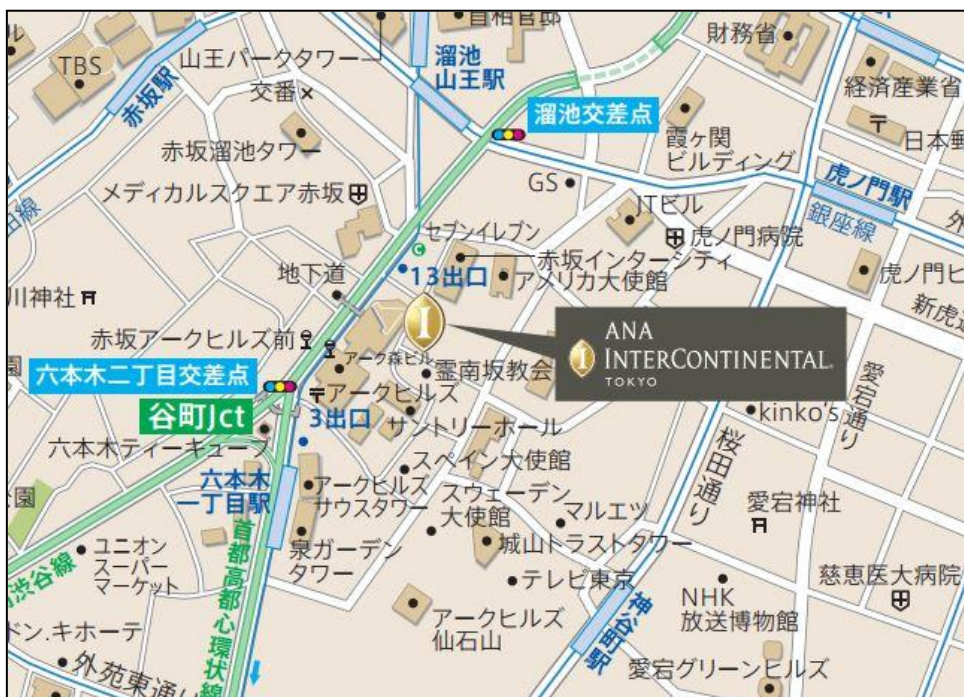 首相官邸
財務省
TBS
山王パークタワー
溜池
山王駅
経済産業省
赤坂駅
交番
溜池交差点
日本郵
赤坂溜池タワー
霞ヶ関
ビルディング
メディカルスクエア赤坂
GS
虎ノ門駅
銀座線
JTビル
虎ノ門病院
セブンイレブン
赤坂インターシティ
13出口
アメリカ大使館
虎ノ門ヒ
地下道
川神社
新虎通
赤坂アークヒルズ前
ANA
INTERCONTINENTAL®
TOKYO
アーク森ビル
霊南坂教会
六本木二丁目交差点
アークヒルズ
愛宕通り
谷町Jct
3出口
サントリーホール
kinko's
六本木ティーキューブ
桜田通り
スペイン大使館
六本木
一丁目駅
アークヒルズ
サウスタワー
スウェーデン
大使館
マルエツ
愛宕神社
公園
城山トラストタワー
泉ガーデン
タワー
ユニオン
スーパー
マーケット
首都高都心環状線
渋谷線
テレビ東京
神谷町駅
NHK
放送博物館
慈恵医大病院
アークヒルズ
仙石山
ドン.キホーテ
外苑東通り
愛宕グリーンヒルズ